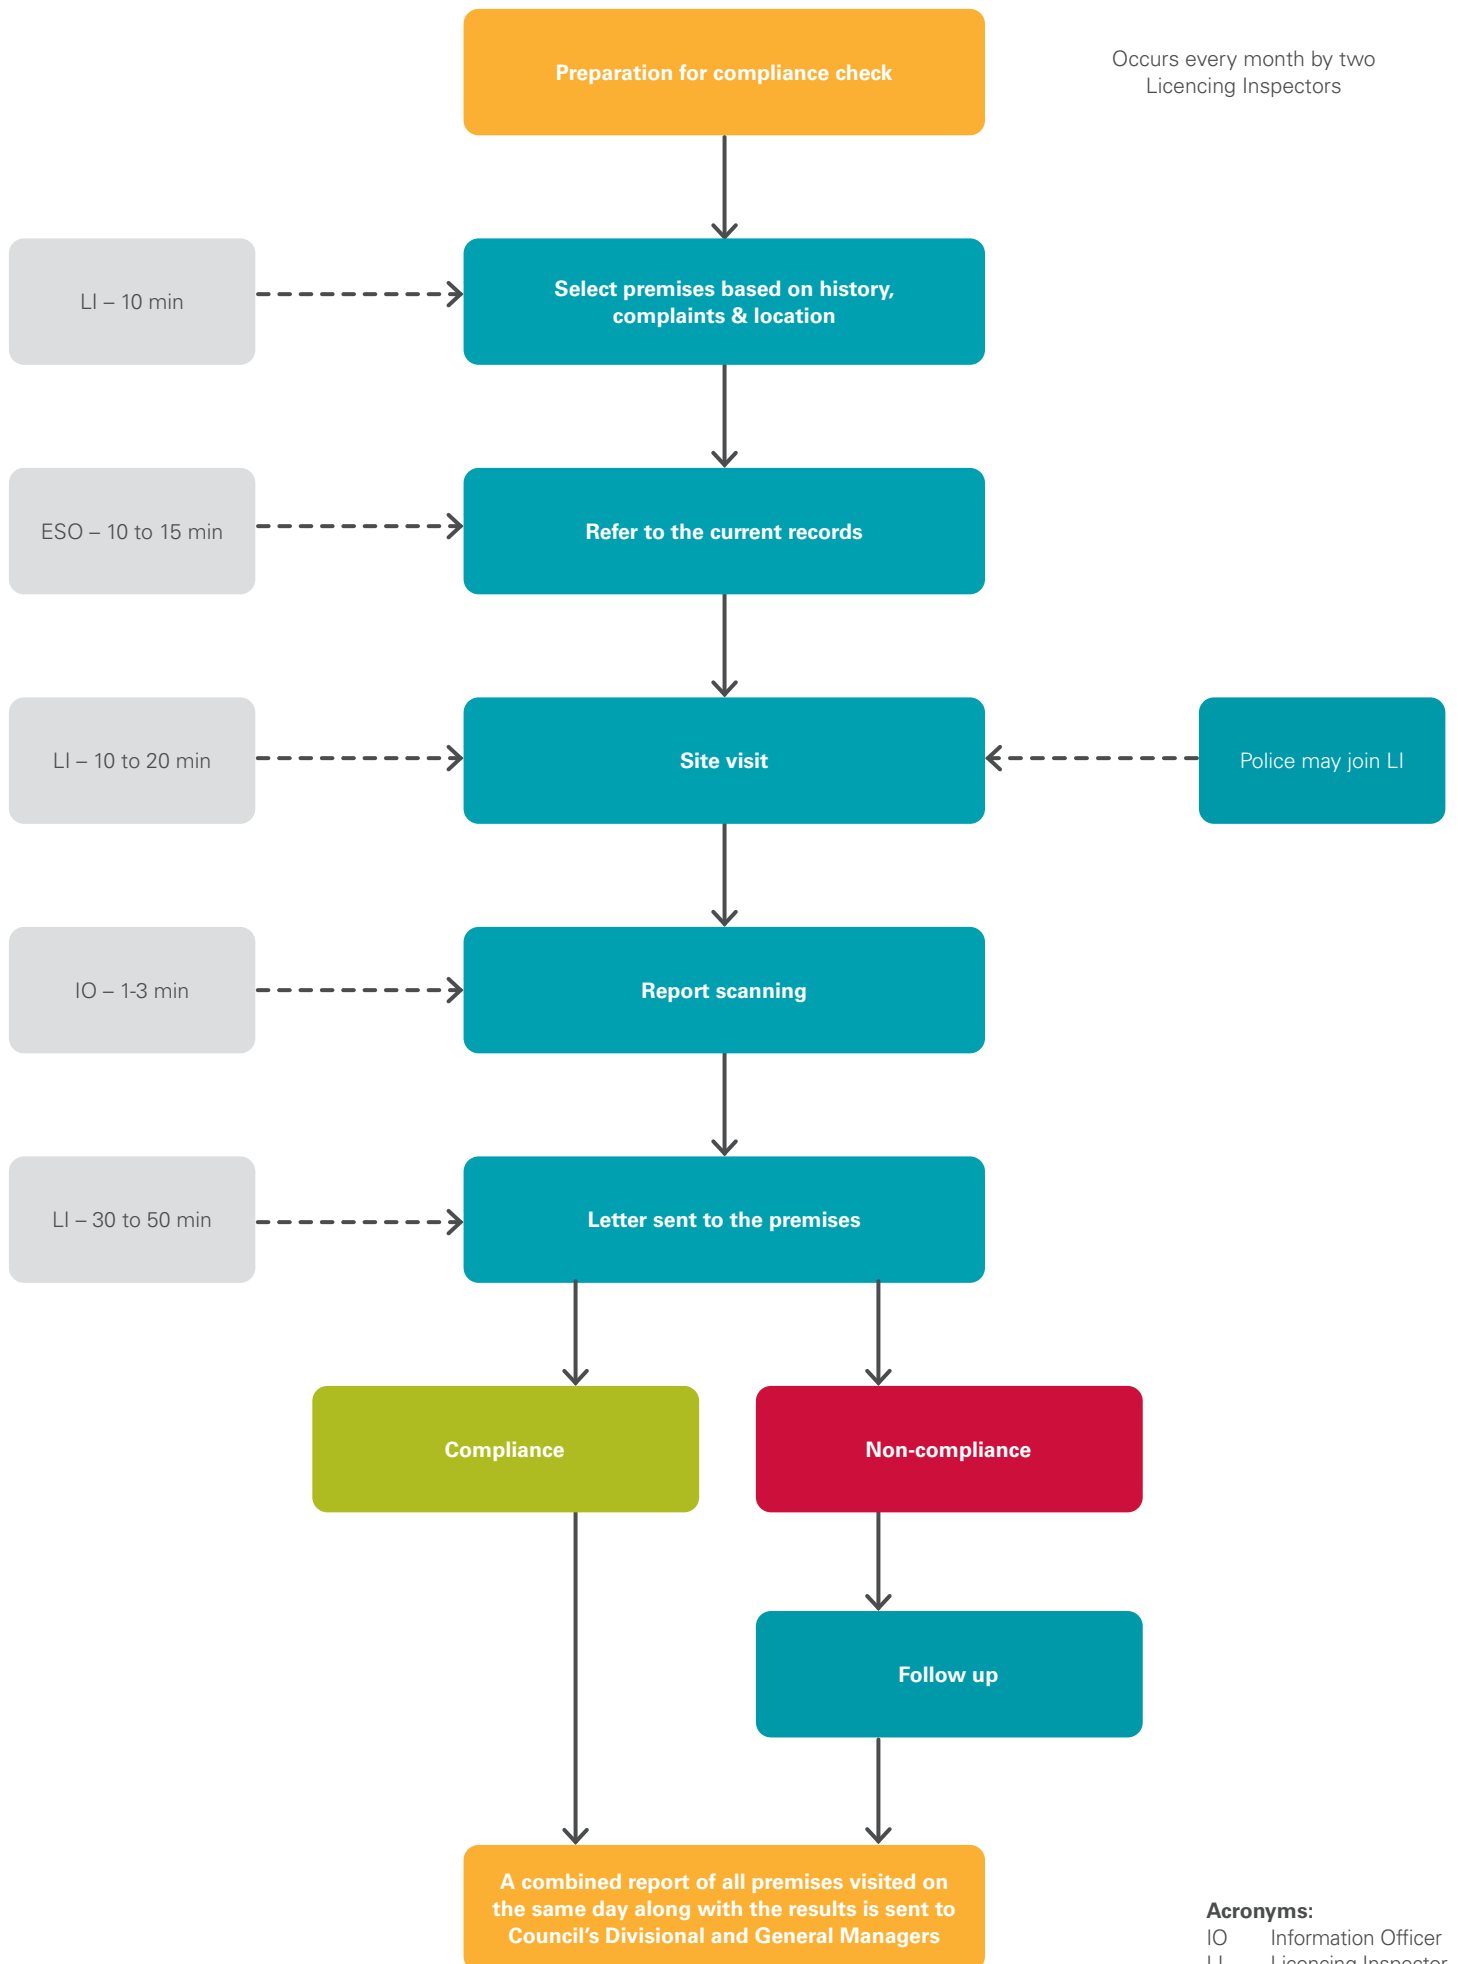 Preparation for compliance check
Occurs every month by two
Licencing Inspectors
LI – 10 min
Select premises based on history,
complaints & location
ESO – 10 to 15 min
Refer to the current records
LI – 10 to 20 min
Site visit
Police may join LI
IO – 1-3 min
Report scanning
LI – 30 to 50 min
Letter sent to the premises
Compliance
Non-compliance
Follow up
A combined report of all premises visited on
the same day along with the results is sent to
Council’s Divisional and General Managers
Acronyms:
IO Information Officer
LI Licencing Inspector